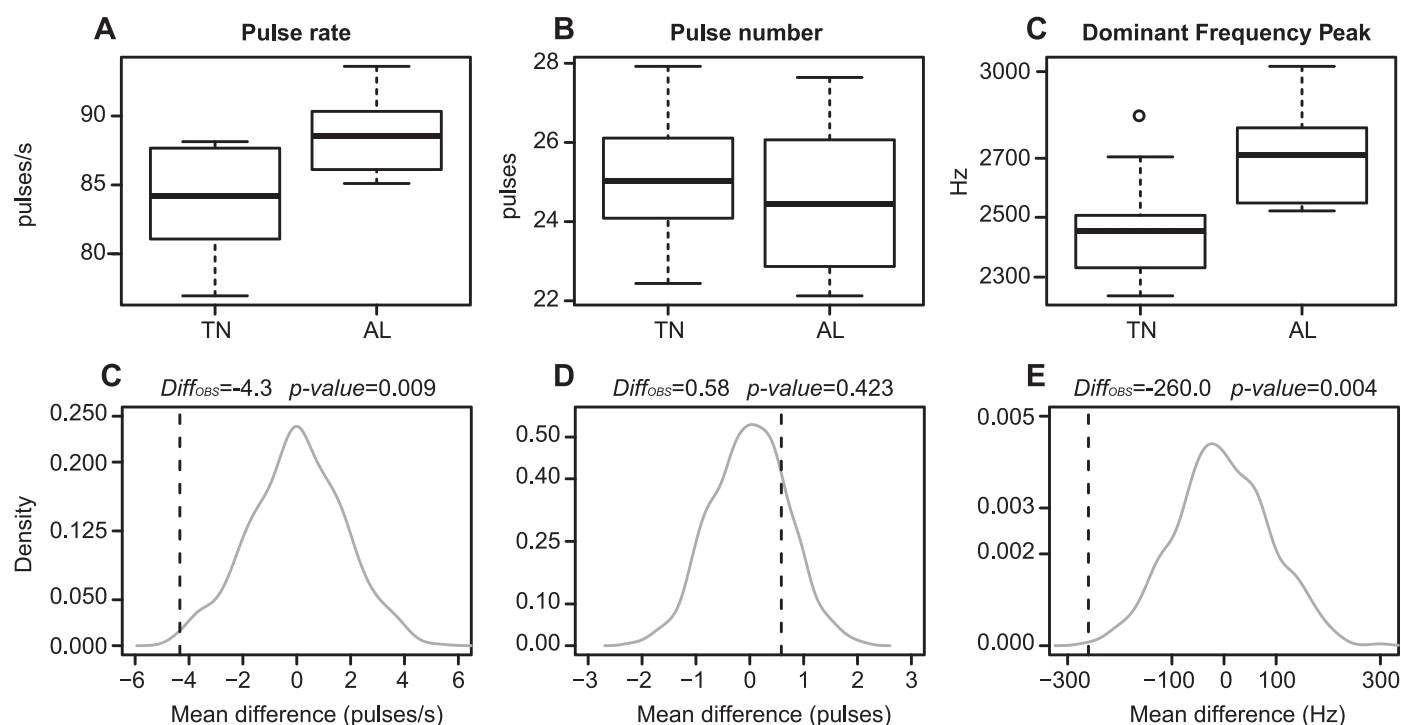 A Pulse rate
pulses/s
90
85
80
TN AL
B Pulse number
pulses
28
26
24
22
TN AL
C Dominant Frequency Peak
Hz
3000
2700
2500
2300
TN AL
C Diff_OBS=-4.3 p-value=0.009
Density
0.250
0.200
0.125
0.050
0.000
−6 −4 −2 0 2 4 6
Mean difference (pulses/s)
D Diff_OBS=0.58 p-value=0.423
0.50
0.40
0.25
0.10
0.00
−3 −2 −1 0 1 2 3
Mean difference (pulses)
E Diff_OBS=-260.0 p-value=0.004
0.005
0.003
0.002
0.000
−300 −100 0 100 300
Mean difference (Hz)